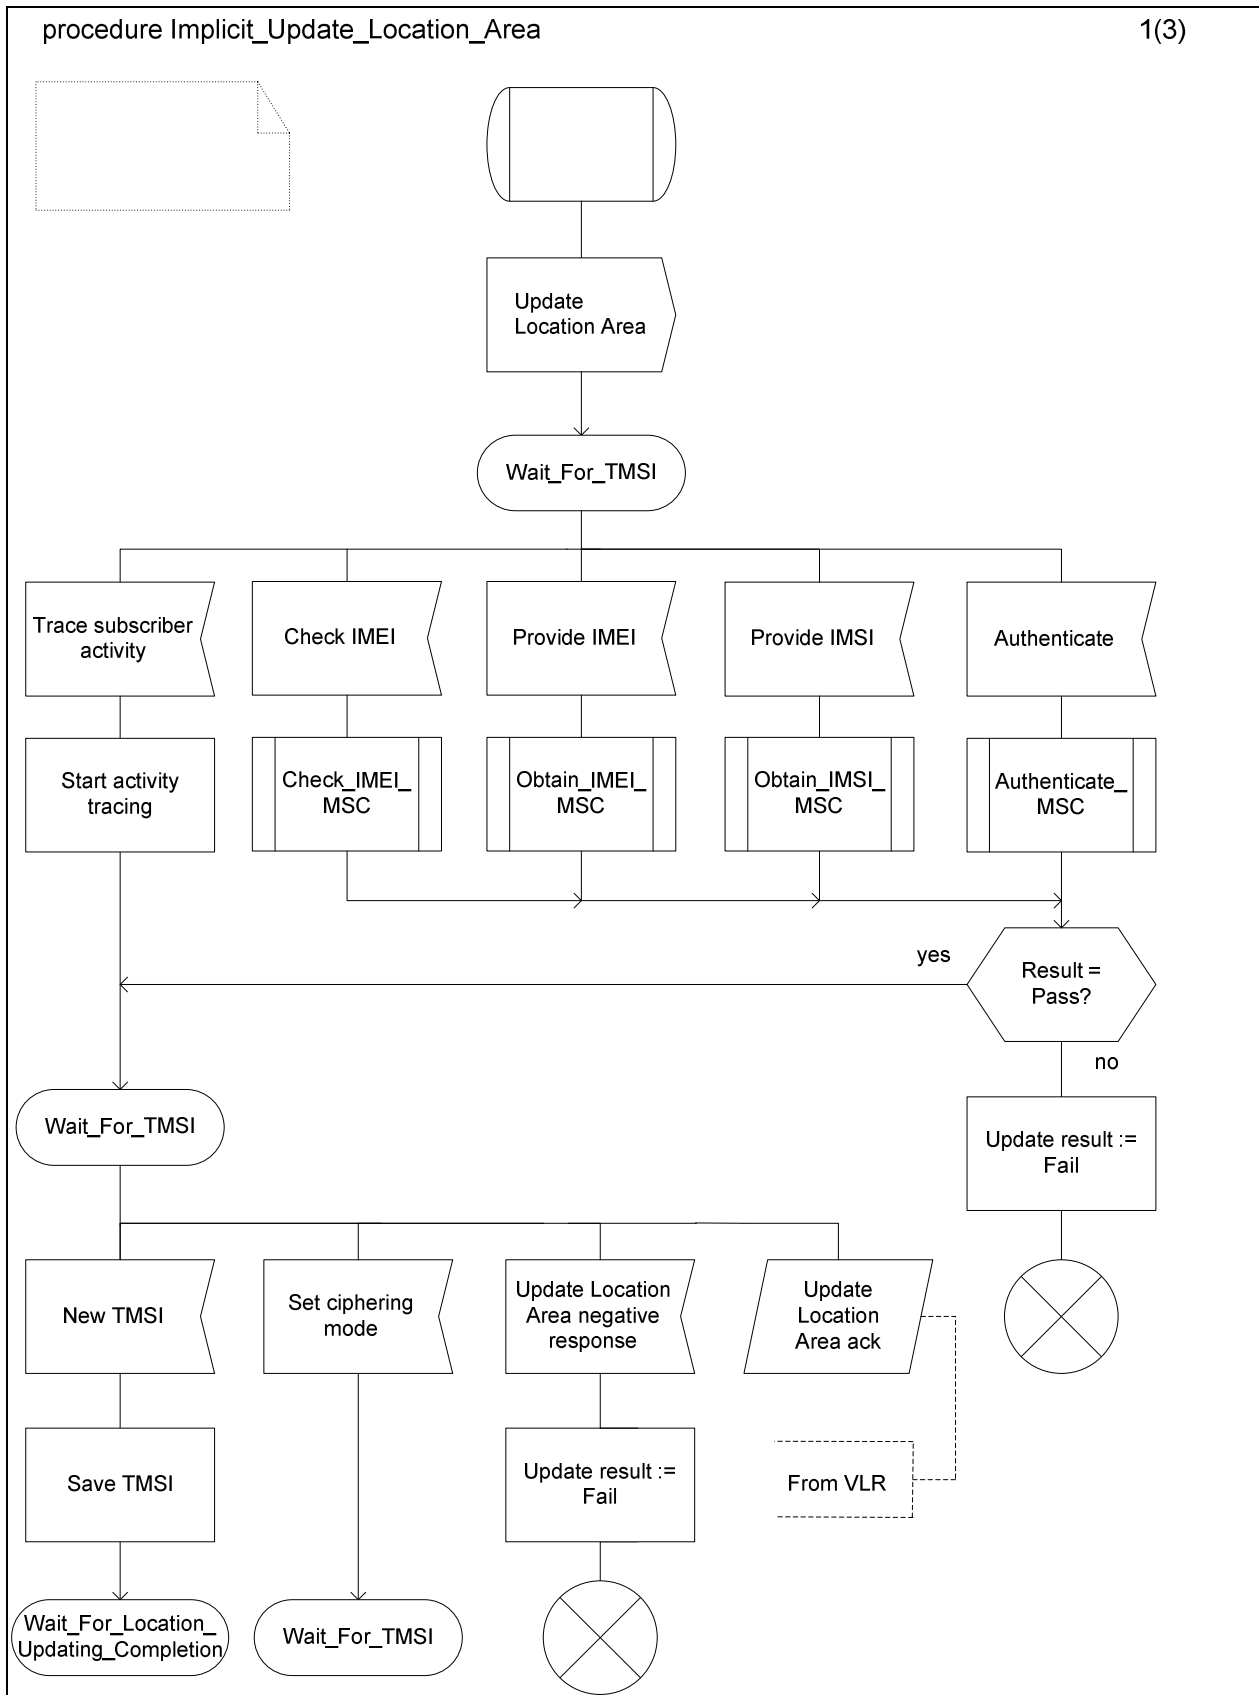 procedure Implicit_Update_Location_Area
1(3)
Update
Location Area
Wait_For_TMSI
Trace subscriber
activity
Check IMEI
Provide IMEI
Provide IMSI
Authenticate
Start activity
tracing
Check_IMEI_
MSC
Obtain_IMEI_
MSC
Obtain_IMSI_
MSC
Authenticate_
MSC
yes
Result =
Pass?
no
Wait_For_TMSI
Update result :=
Fail
New TMSI
Set ciphering
mode
Update Location
Area negative
response
Update
Location
Area ack
Save TMSI
Update result :=
Fail
From VLR
Wait_For_Location_
Updating_Completion
Wait_For_TMSI